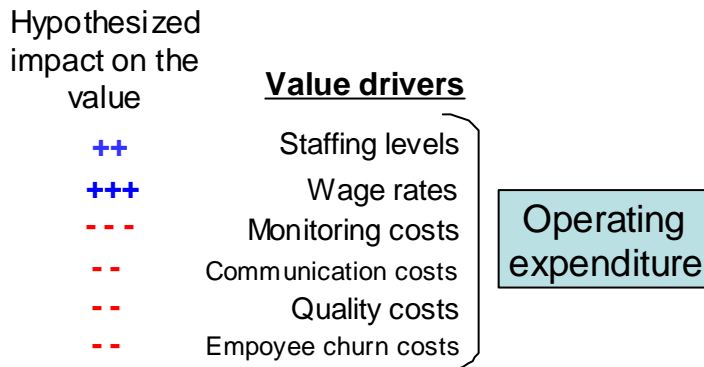 Hypothesized
impact on the
value
Value drivers
++ Staffing levels
+++ Wage rates
- - - Monitoring costs
- - Communication costs
- - Quality costs
- - Empoyee churn costs
Operating
expenditure